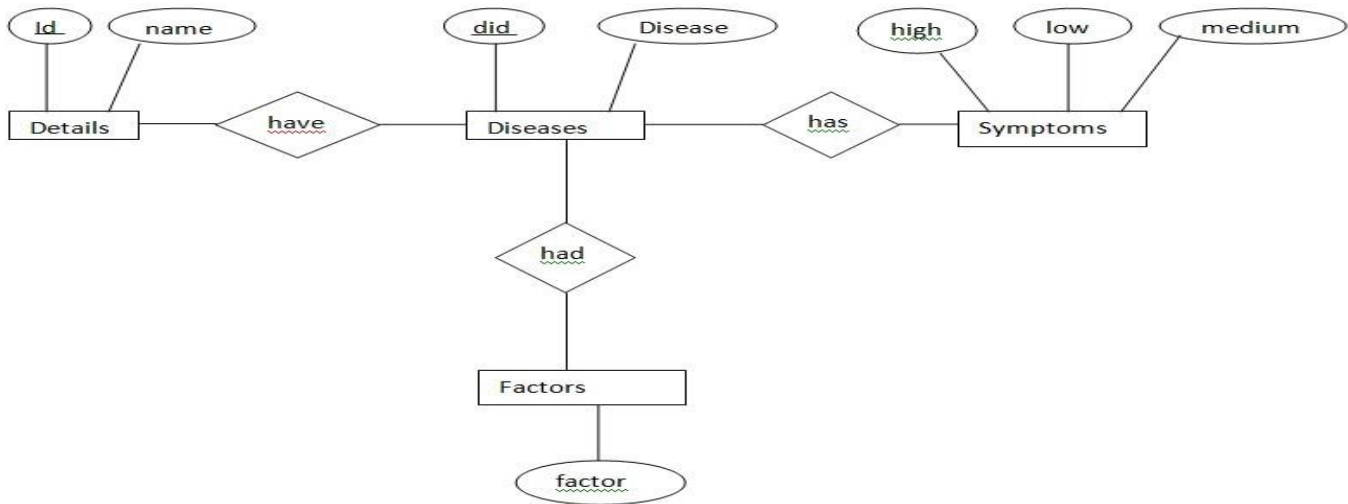 Id name did Disease high low medium
Details have Diseases has Symptoms
had
Factors
factor